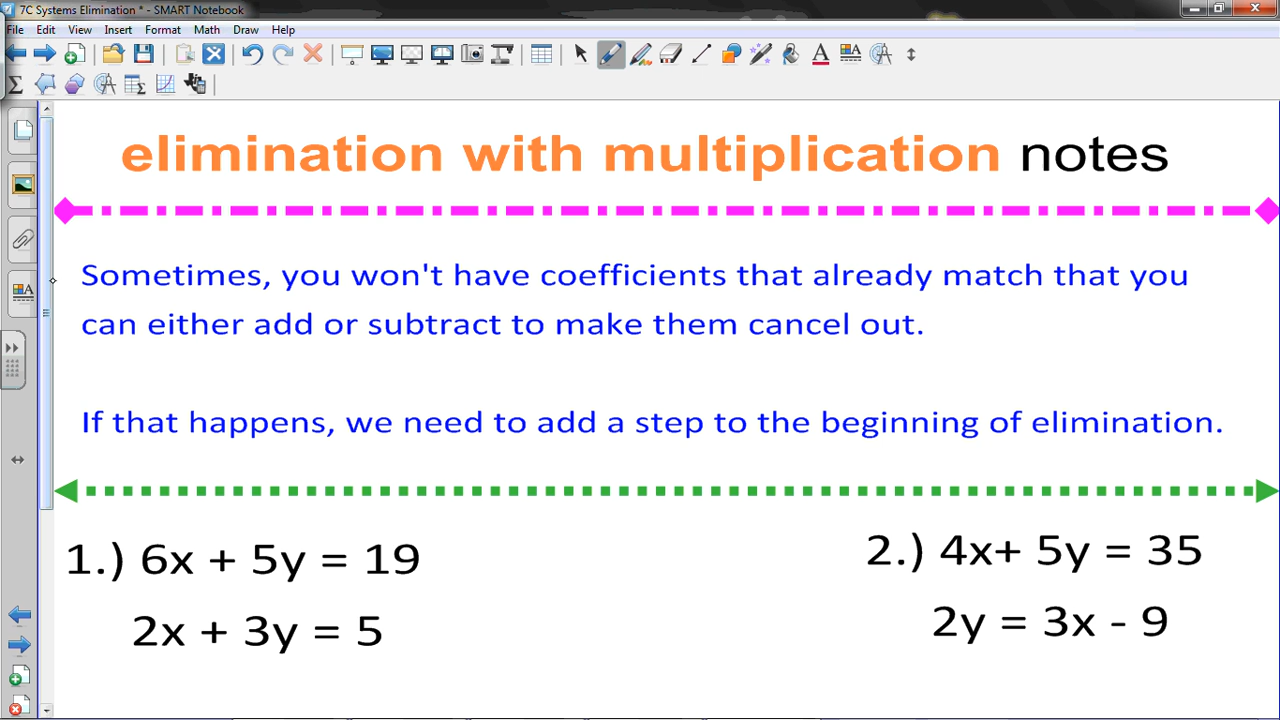 7C Systems Elimination * - SMART Notebook
File Edit View Insert Format Math Draw Help
elimination with multiplication notes
Sometimes, you won't have coefficients that already match that you
can either add or subtract to make them cancel out.
If that happens, we need to add a step to the beginning of elimination.
1.) 6x + 5y = 19
2x + 3y = 5
2.) 4x+ 5y = 35
2y = 3x - 9